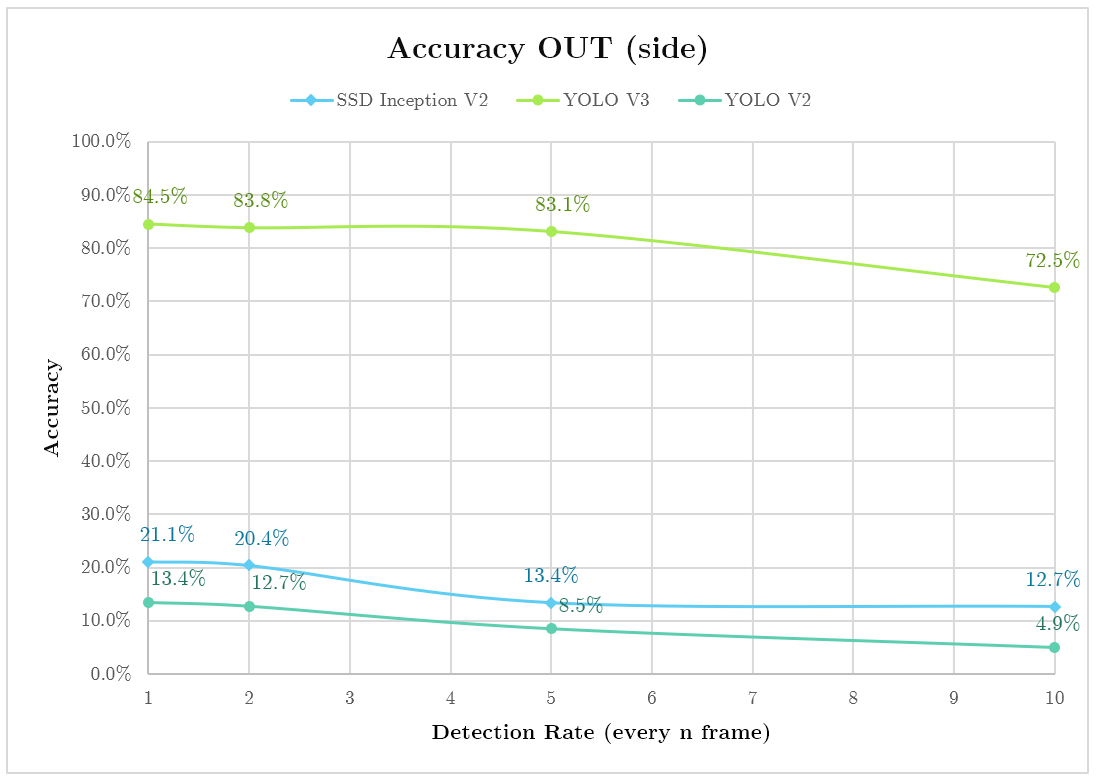 Accuracy OUT (side)
SSD Inception V2 YOLO V3 YOLO V2
100.0%
90.0% 84.5% 83.8% 83.1%
80.0% 72.5%
70.0%
60.0%
50.0%
40.0%
30.0%
21.1% 20.4% 13.4% 12.7%
20.0% 13.4% 12.7% 8.5% 4.9%
10.0%
0.0%
1 2 3 4 5 6 7 8 9 10
Accuracy
Detection Rate (every n frame)